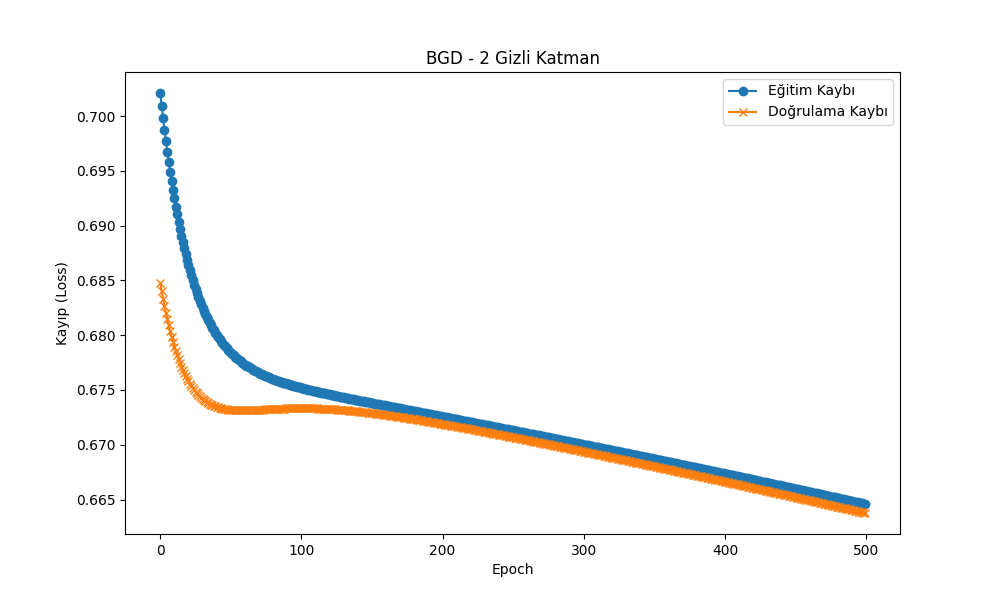 BGD - 2 Gizli Katman
Eğitim Kaybı
Doğrulama Kaybı
Kayıp (Loss)
0.700
0.695
0.690
0.685
0.680
0.675
0.670
0.665
0
100
200
300
400
500
Epoch